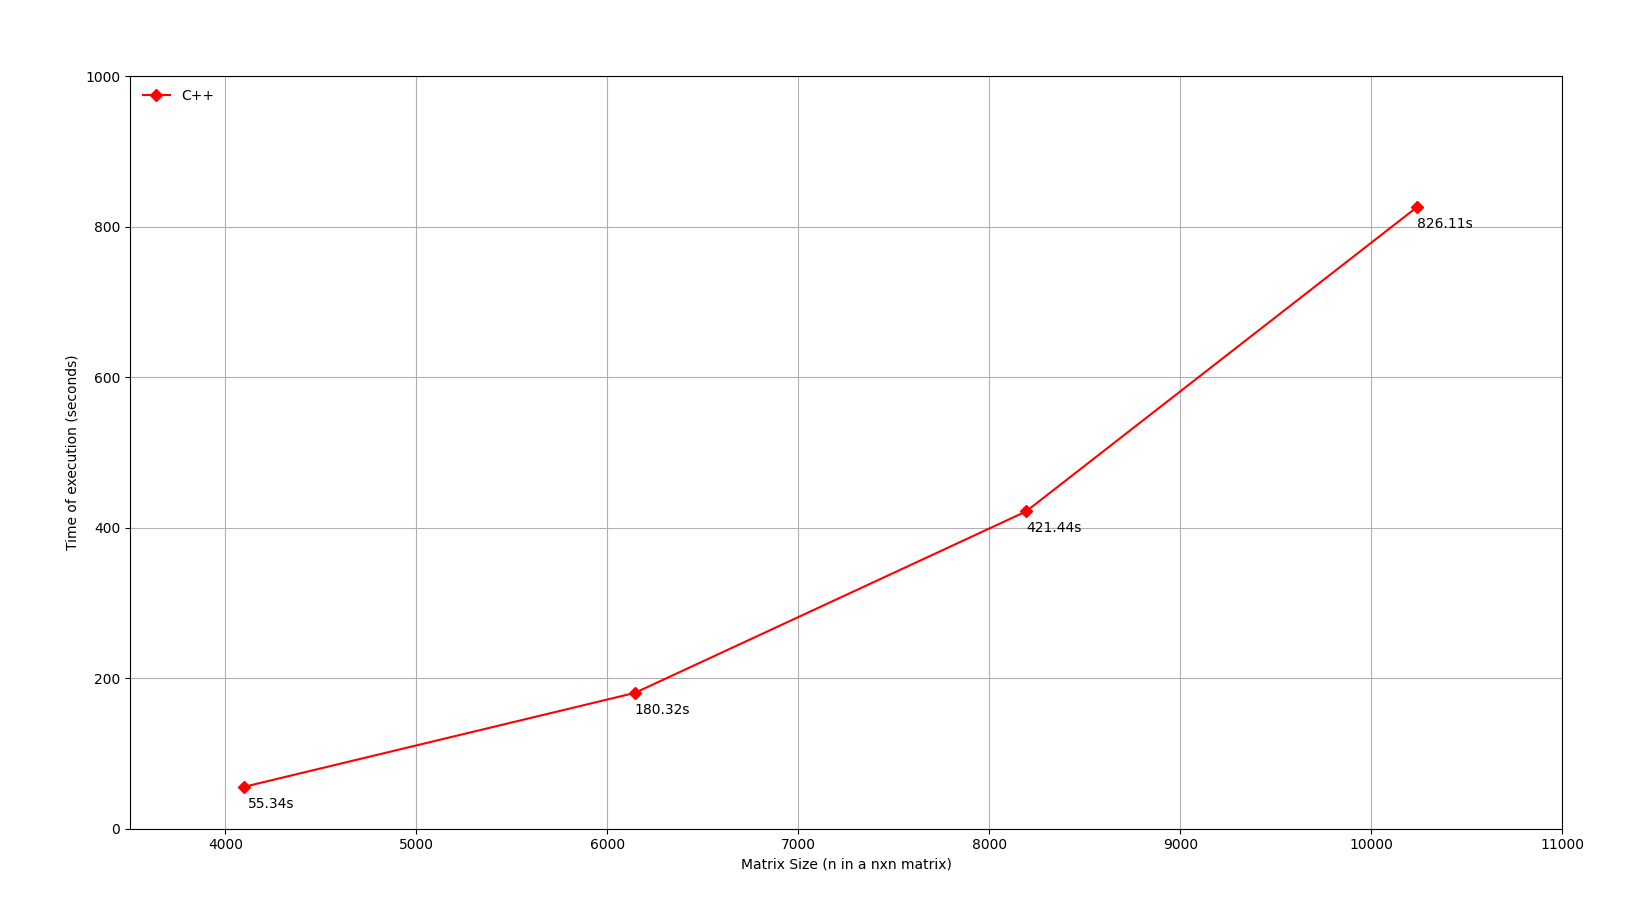 1000
C++
800
826.11s
600
Time of execution (seconds)
400
421.44s
200
180.32s
55.34s
0
4000 5000 6000 7000 8000 9000 10000 11000
Matrix Size (n in a nxn matrix)